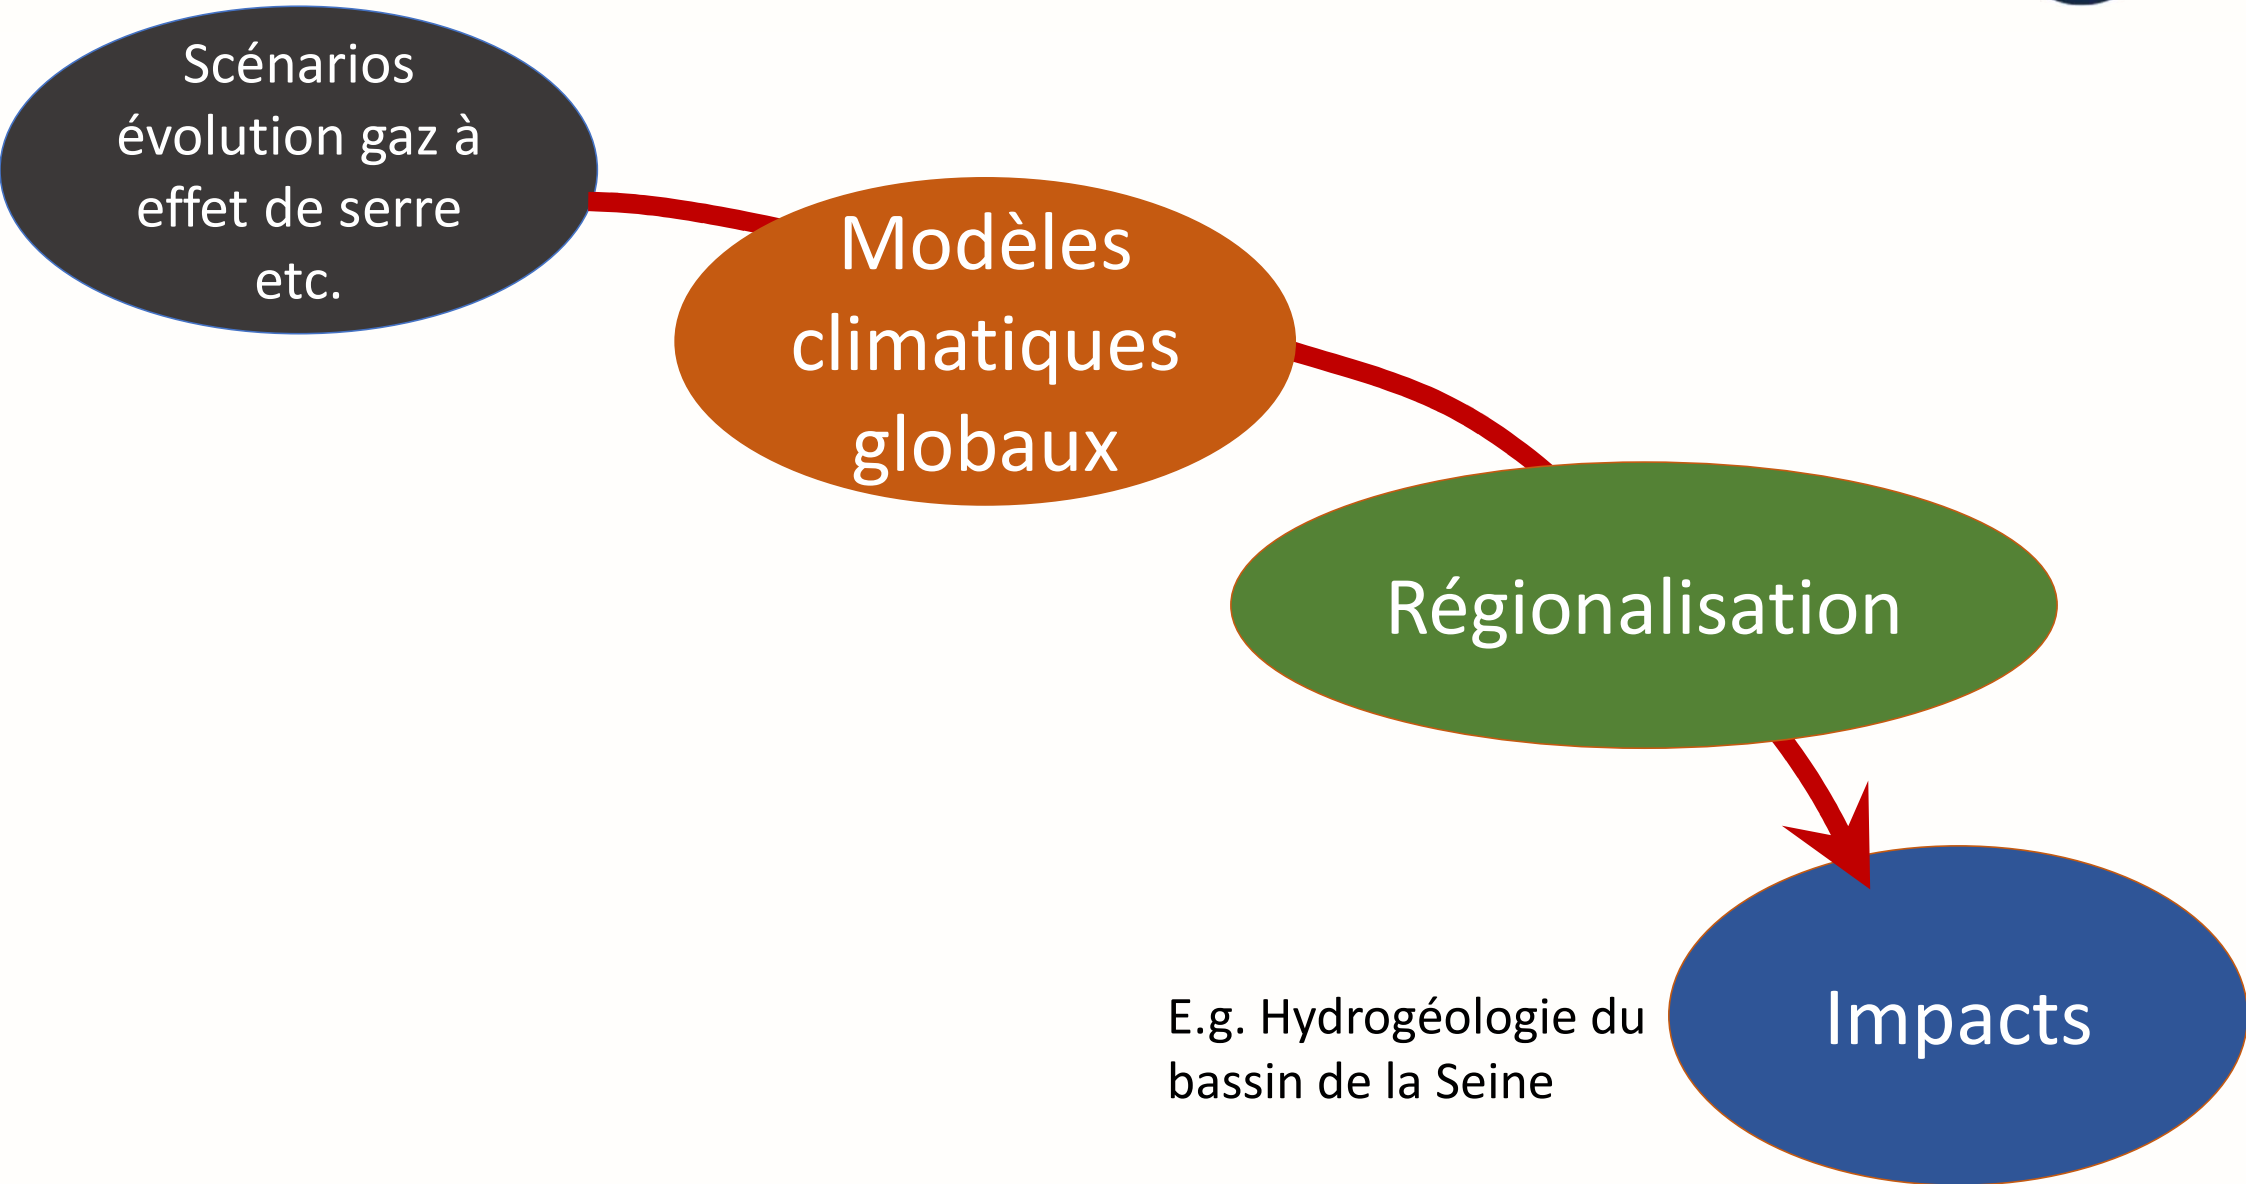 Scénarios
évolution gaz à
effet de serre
etc.
Modèles
climatiques
globaux
Régionalisation
Impacts
E.g. Hydrogéologie du
bassin de la Seine